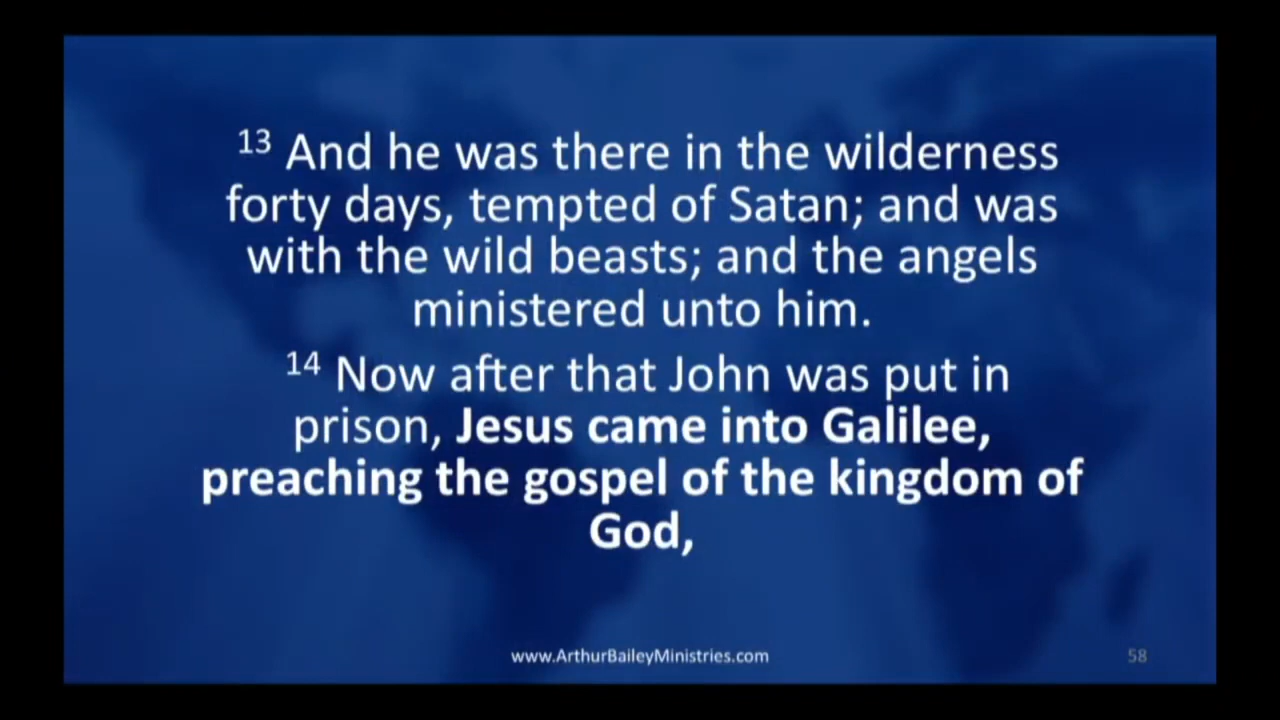 13 And he was there in the wilderness
forty days, tempted of Satan; and was
with the wild beasts; and the angels
ministered unto him.
14 Now after that John was put in
prison, Jesus came into Galilee,
preaching the gospel of the kingdom of
God,
www.ArthurBaileyMinistries.com
58